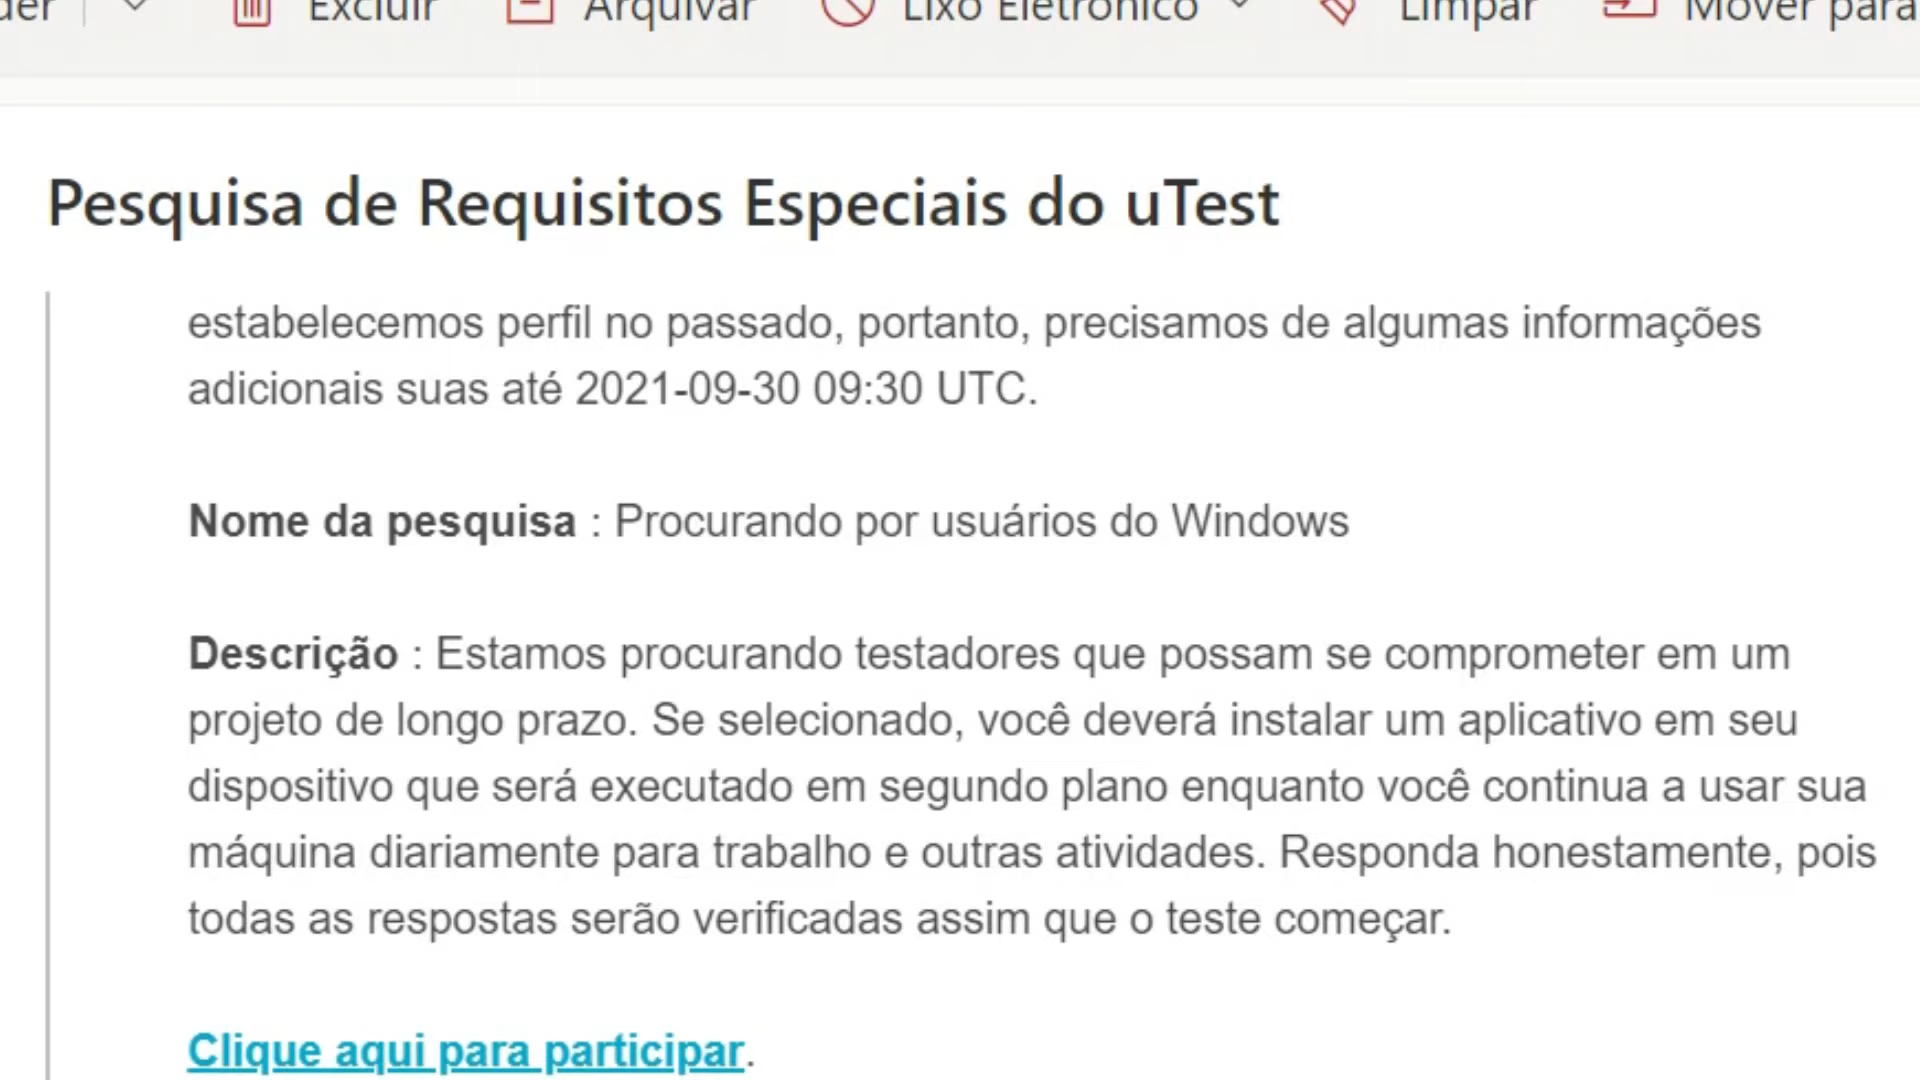 Excluir Arquivar Lixo Eletrônico Limpar Mover para
Pesquisa de Requisitos Especiais do uTest
estabelecemos perfil no passado, portanto, precisamos de algumas informações
adicionais suas até 2021-09-30 09:30 UTC.
Nome da pesquisa : Procurando por usuários do Windows
Descrição : Estamos procurando testadores que possam se comprometer em um
projeto de longo prazo. Se selecionado, você deverá instalar um aplicativo em seu
dispositivo que será executado em segundo plano enquanto você continua a usar sua
máquina diariamente para trabalho e outras atividades. Responda honestamente, pois
todas as respostas serão verificadas assim que o teste começar.
Clique aqui para participar.